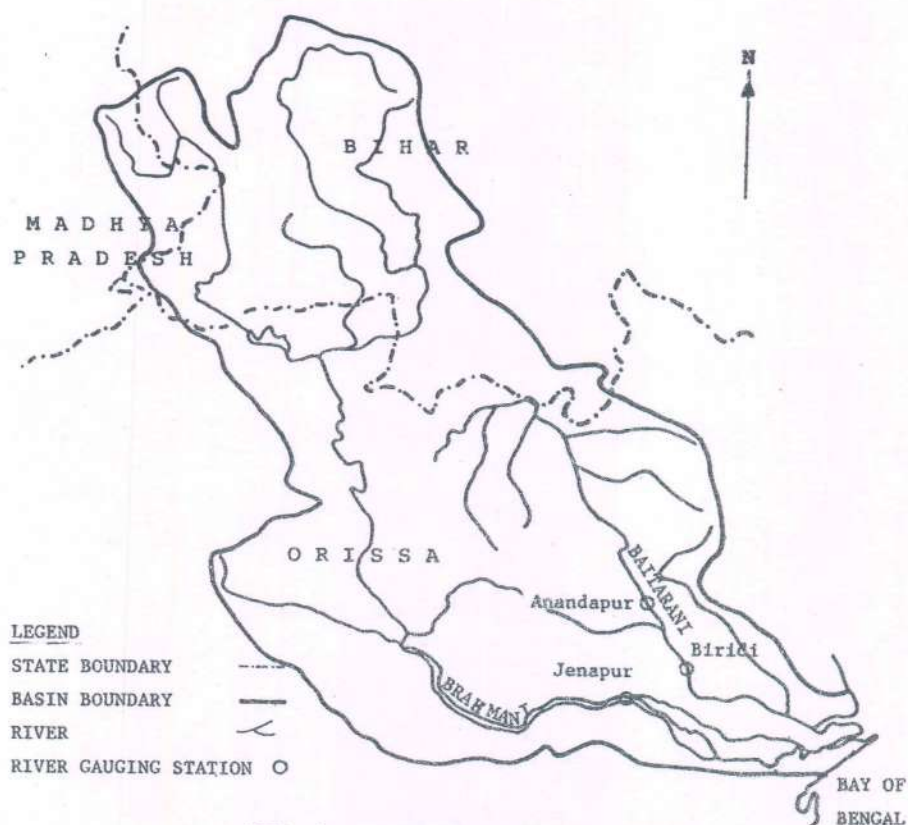 N
BIHAR
MADHYA
PRADESH
ORISSA
BAITARANI
Anandapur
Biridi
Jenapur
BRAHMANI
LEGEND
STATE BOUNDARY
BASIN BOUNDARY
RIVER
RIVER GAUGING STATION
BAY OF
BENGAL